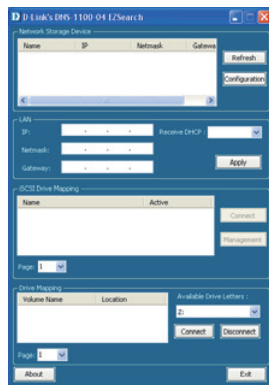 D-Link's DNS-1100-04 EZSearch
Network Storage Device
Name IP Netmask Gatewa
Refresh
Configuration
LAN
IP: Receive DHCP :
Netmask:
Gateway:
Apply
iSCSI Drive Mapping
Name Active
Connect
Management
Page: 1
Drive Mapping
Volume Name Location
Available Drive Letters :
Z:
Connect Disconnect
Page: 1
About Exit